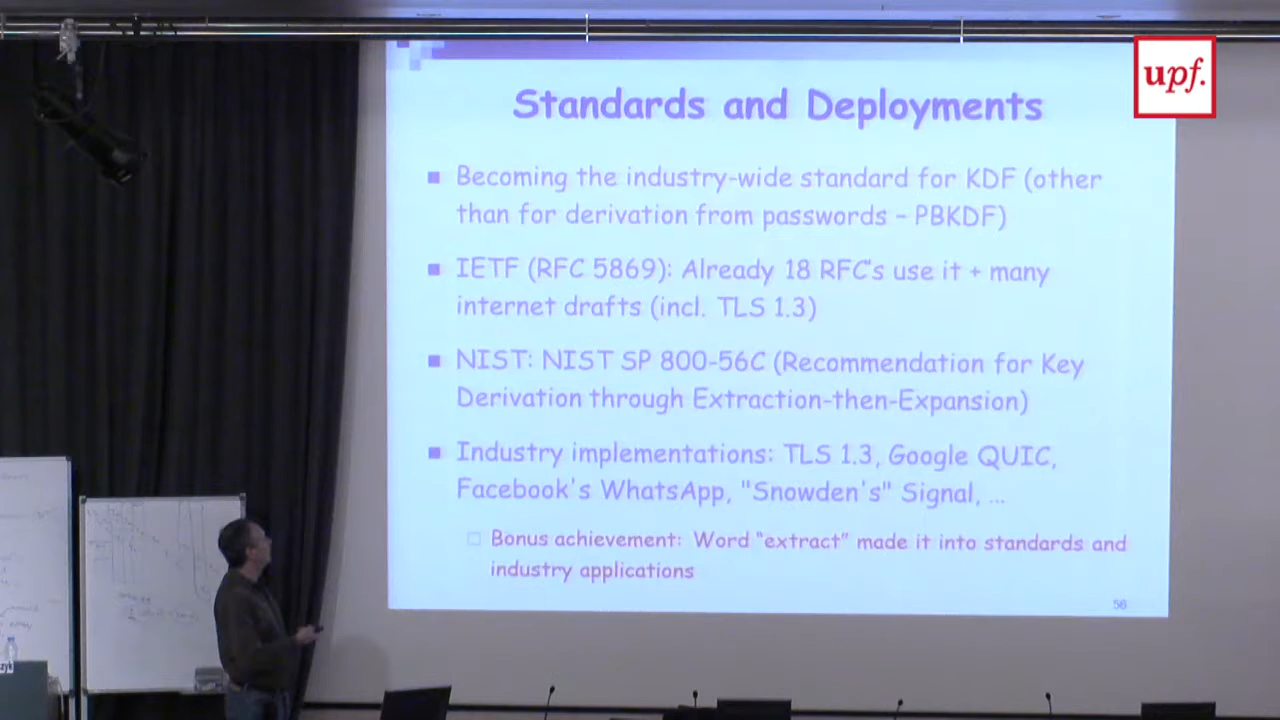 upf.
Standards and Deployments
Becoming the industry-wide standard for KDF (other
than for derivation from passwords – PBKDF)
IETF (RFC 5869): Already 18 RFC's use it + many
internet drafts (incl. TLS 1.3)
NIST: NIST SP 800-56C (Recommendation for Key
Derivation through Extraction-then-Expansion)
Industry implementations: TLS 1.3, Google QUIC,
Facebook's WhatsApp, "Snowden's" Signal, ...
Bonus achievement: Word “extract” made it into standards and
industry applications
56